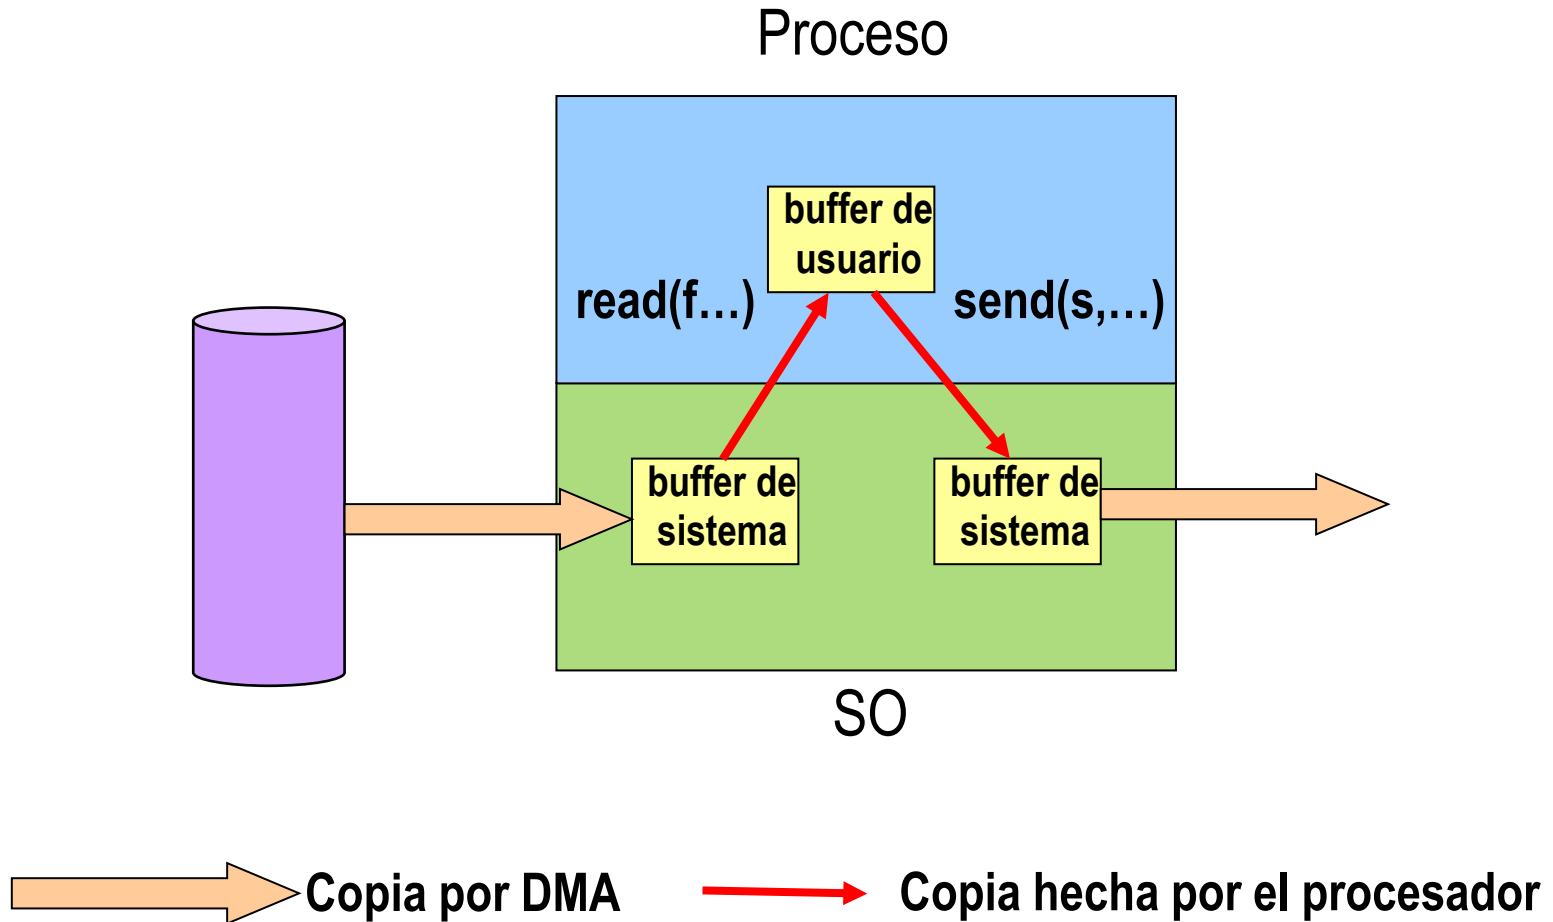 Proceso
buffer de
usuario
read(f…)
send(s,…)
buffer de
sistema
buffer de
sistema
SO
Copia por DMA
Copia hecha por el procesador